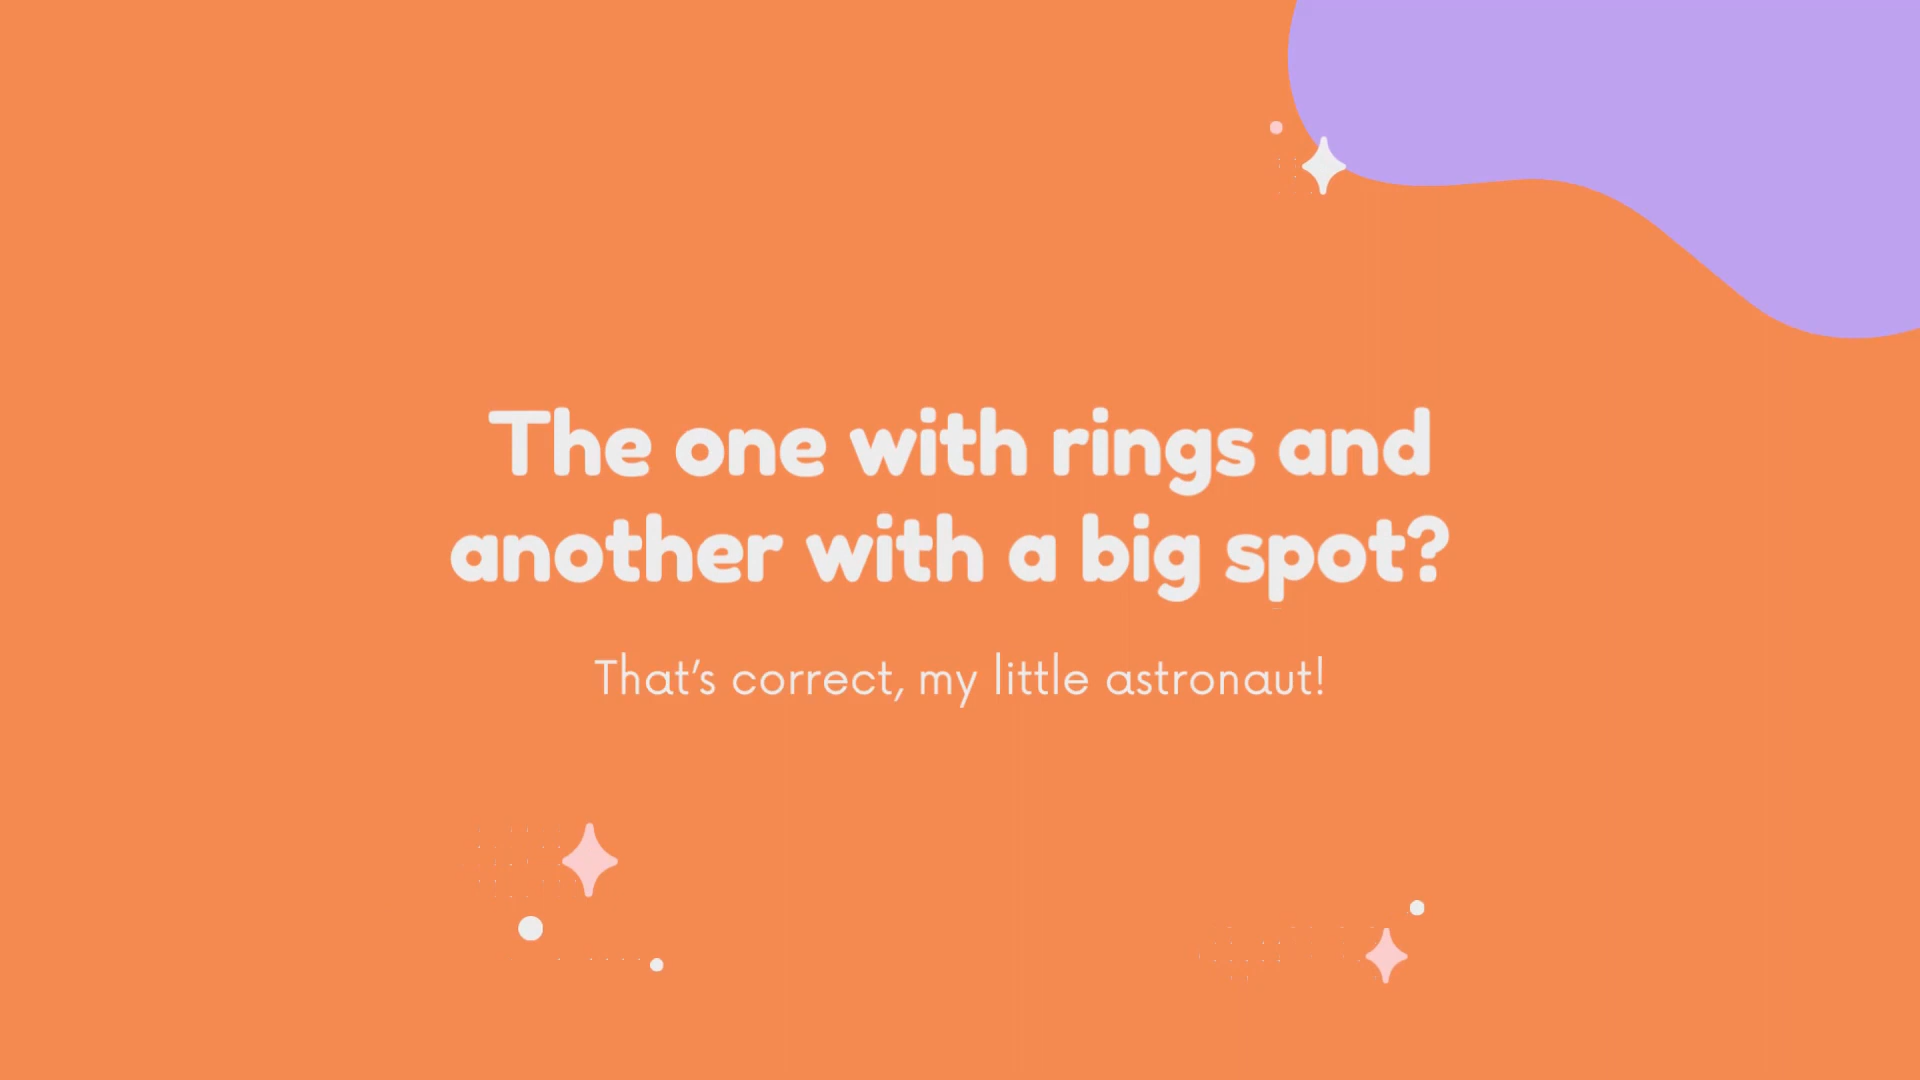 The one with rings and
another with a big spot?
That's correct, my little astronaut!